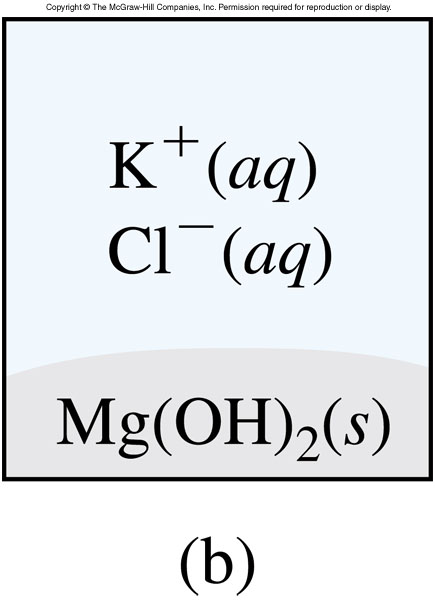 Copyright © The McGraw-Hill Companies, Inc. Permission required for reproduction or display.
K⁺(aq)
Cl⁻(aq)
Mg(OH)₂(s)
(b)